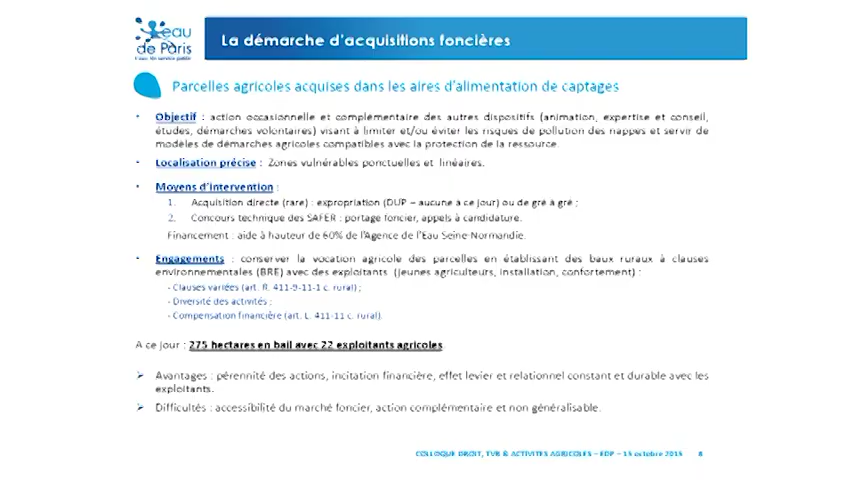 eau
de Paris
L'eau, un service public
La démarche d'acquisitions foncières
Parcelles agricoles acquises dans les aires d'alimentation de captages
• Objectif : action occasionnelle et complémentaire des autres dispositifs (animation, expertise et conseil,
études, démarches volontaires) visant à limiter et/ou éviter les risques de pollution des nappes et servir de
modèles de démarches agricoles compatibles avec la protection de la ressource.
• Localisation précise : Zones vulnérables ponctuelles et linéaires.
• Moyens d'intervention :
1. Acquisition directe (rare) : expropriation (DUP – aucune à ce jour) ou de gré à gré ;
2. Concours technique des SAFER : portage foncier, appels à candidature.
Financement : aide à hauteur de 60% de l'Agence de l'Eau Seine-Normandie.
• Engagements : conserver la vocation agricole des parcelles en établissant des baux ruraux à clauses
environnementales (BRE) avec des exploitants (jeunes agriculteurs, installation, confortement) :
- Clauses variées (art. R. 411-9-11-1 c. rural) ;
- Diversité des activités ;
- Compensation financière (art. L. 411-11 c. rural).
A ce jour : 275 hectares en bail avec 22 exploitants agricoles
➢ Avantages : pérennité des actions, incitation financière, effet levier et relationnel constant et durable avec les
exploitants.
➢ Difficultés : accessibilité du marché foncier, action complémentaire et non généralisable.
COLLOQUE DROIT, TVB & ACTIVITES AGRICOLES – EDP – 15 octobre 2015 8